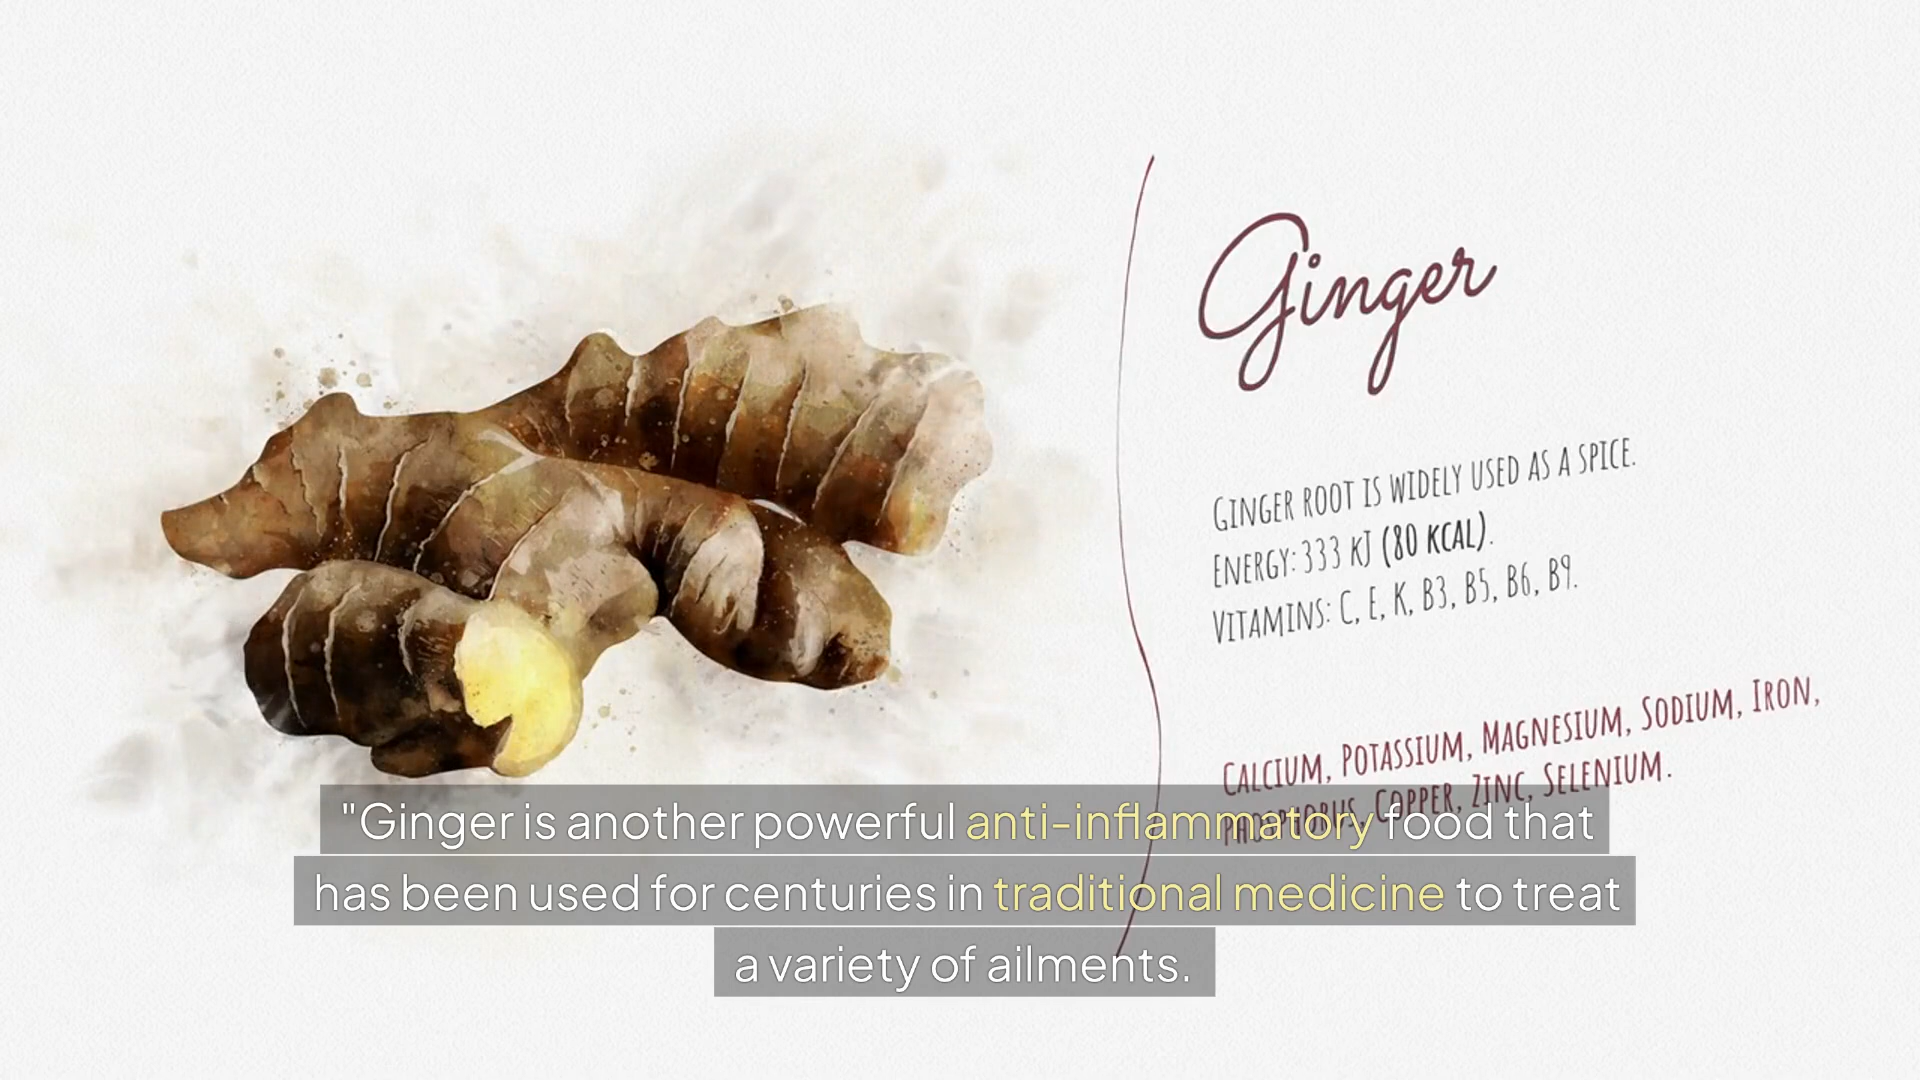 Ginger
Ginger root is widely used as a spice.
Energy: 333 kJ (80 kcal).
Vitamins: C, E, K, B3, B5, B6, B9.
Calcium, Potassium, Magnesium, Sodium, Iron,
Phosphorus, Copper, Zinc, Selenium.
"Ginger is another powerful anti-inflammatory food that
has been used for centuries in traditional medicine to treat
a variety of ailments.